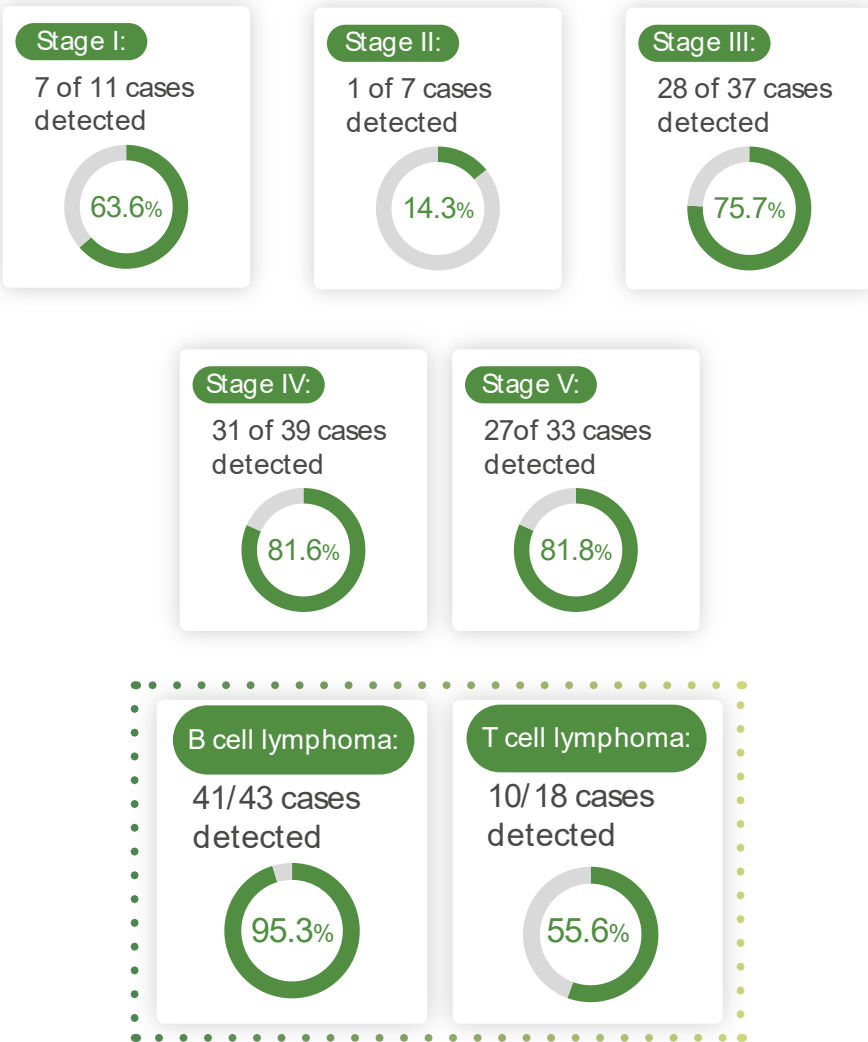 Stage I:
7 of 11 cases
detected
63.6%
Stage II:
1 of 7 cases
detected
14.3%
Stage III:
28 of 37 cases
detected
75.7%
Stage IV:
31 of 39 cases
detected
81.6%
Stage V:
27of 33 cases
detected
81.8%
B cell lymphoma:
41/43 cases
detected
95.3%
T cell lymphoma:
10/18 cases
detected
55.6%